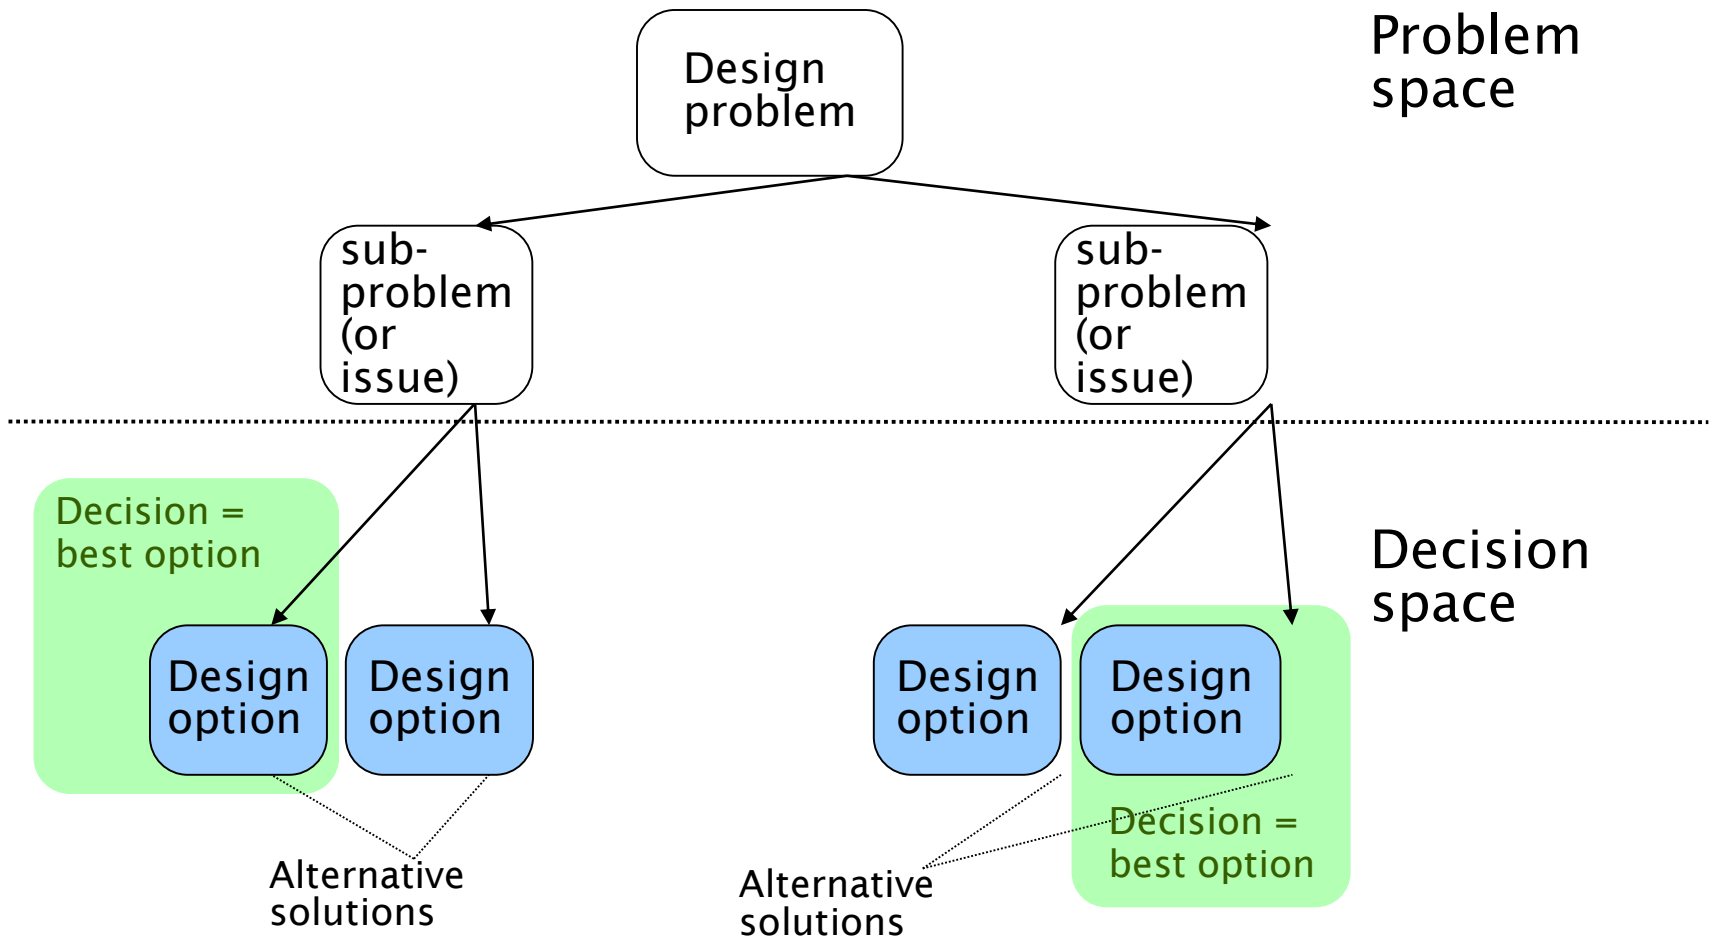 Design
problem
Problem
space
sub-
problem
(or
issue)
sub-
problem
(or
issue)
Decision =
best option
Decision
space
Design
option
Design
option
Design
option
Design
option
Decision =
best option
Alternative
solutions
Alternative
solutions